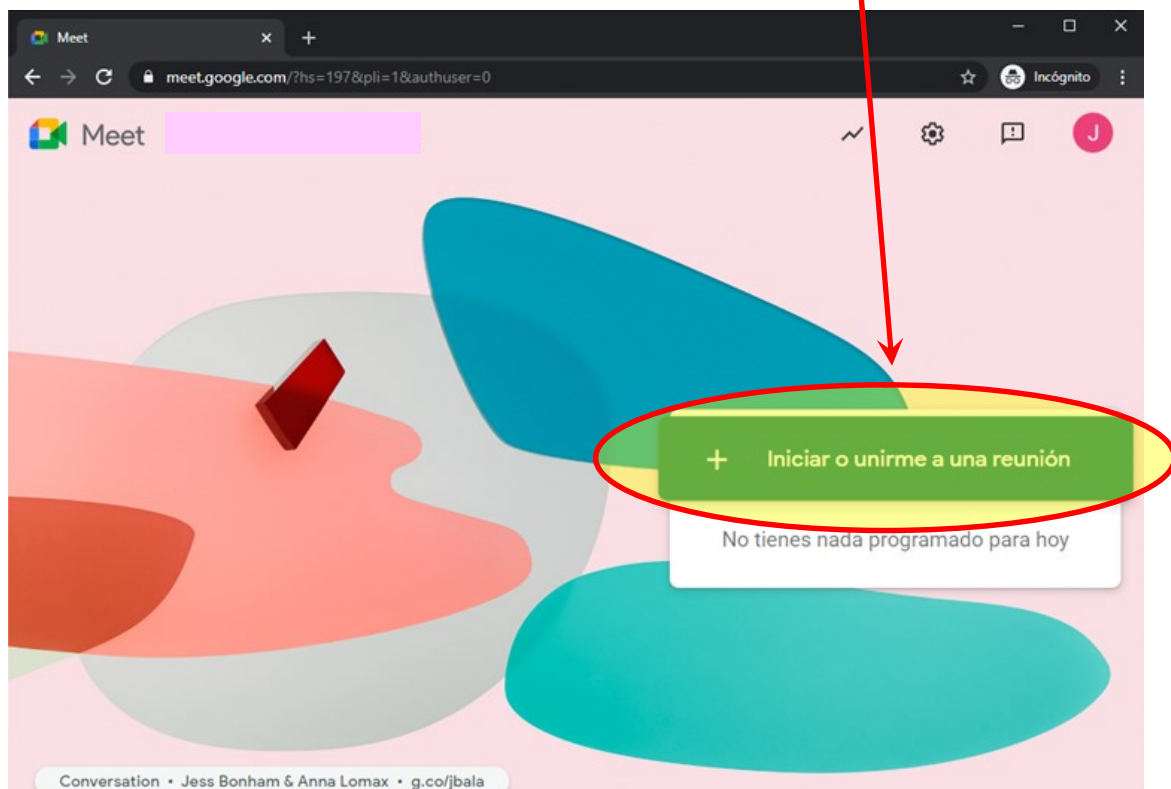 Meet
meet.google.com/?hs=197&pli=1&authuser=0
Incógnito
Meet
J
Iniciar o unirme a una reunión
No tienes nada programado para hoy
Conversation • Jess Bonham & Anna Lomax • g.co/jbala